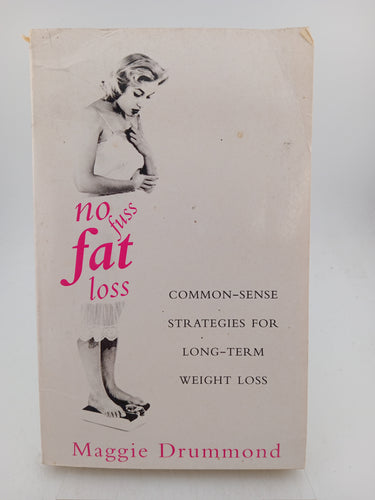 no fuss
fat
loss
COMMON-SENSE
STRATEGIES FOR
LONG-TERM
WEIGHT LOSS
Maggie Drummond